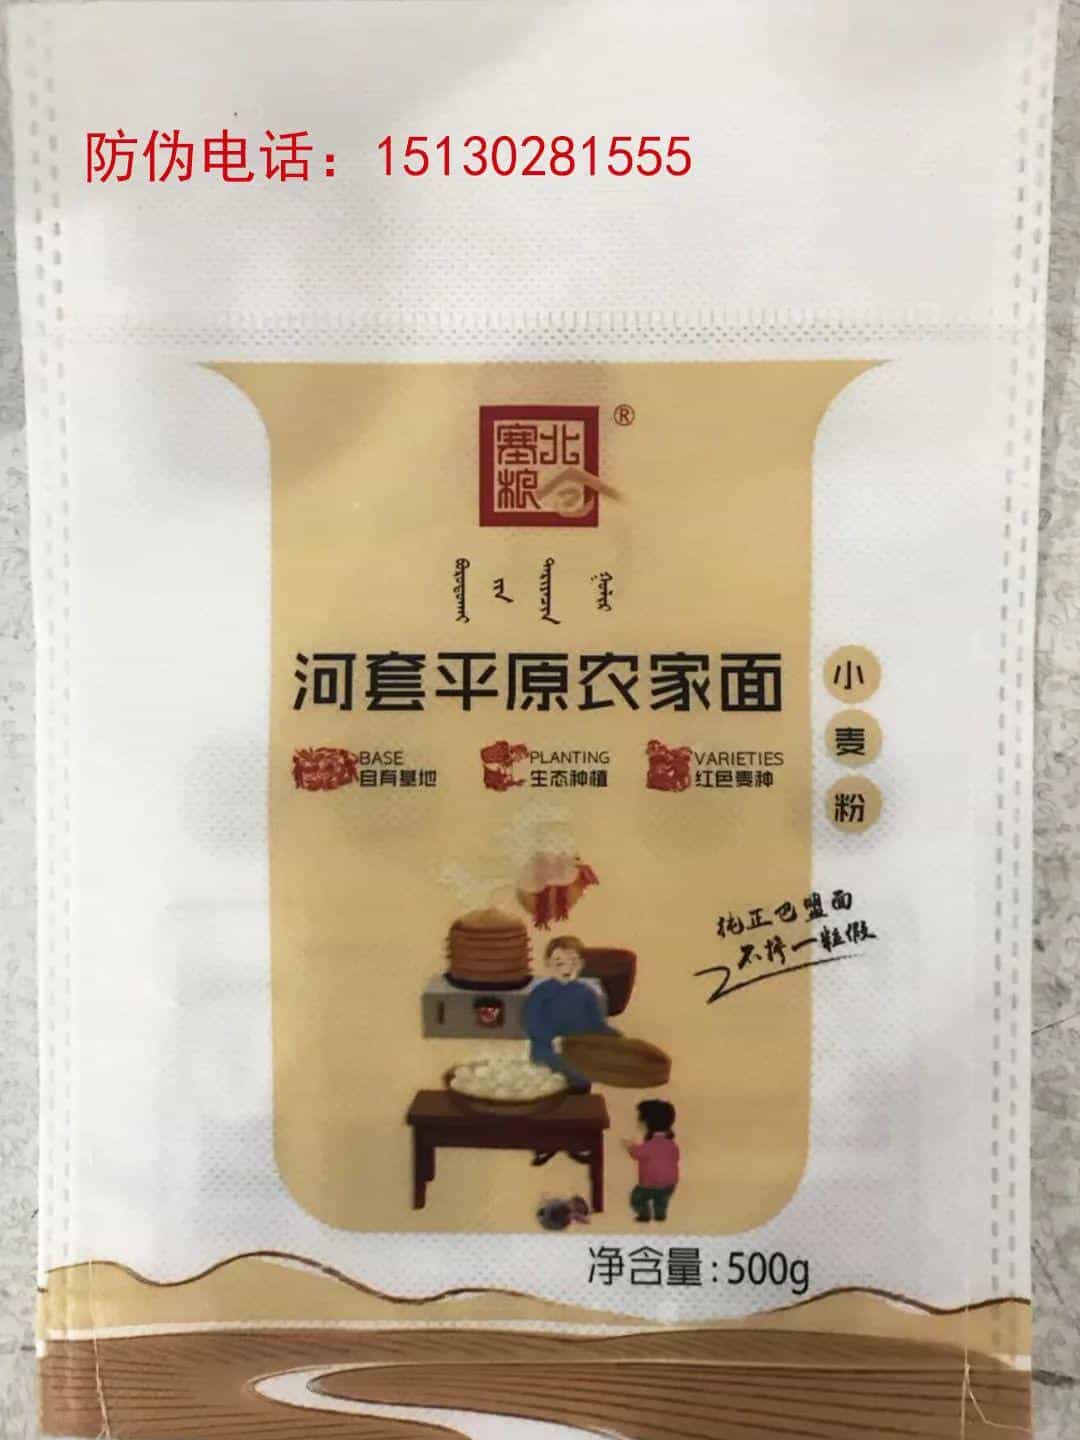 防伪电话：15130281555
塞北粮仓
®
河套平原农家面
小麦粉
BASE
自有基地
PLANTING
生态种植
VARIETIES
红色麦种
纯正巴盟面
不掺一粒假
净含量:500g